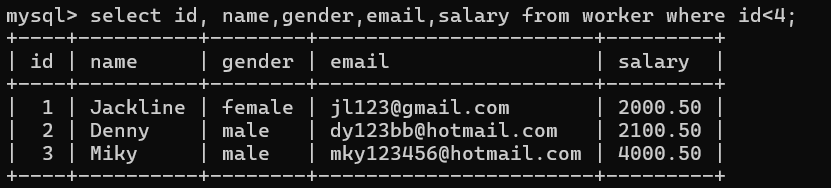 mysql> select id, name,gender,email,salary from worker where id<4;
+----+-----------+--------+-----------------------+---------+
| id | name      | gender | email                 | salary  |
+----+-----------+--------+-----------------------+---------+
|  1 | Jackline  | female | jl123@gmail.com       | 2000.50 |
|  2 | Denny     | male   | dy123bb@hotmail.com   | 2100.50 |
|  3 | Miky      | male   | mky123456@hotmail.com | 4000.50 |
+----+-----------+--------+-----------------------+---------+